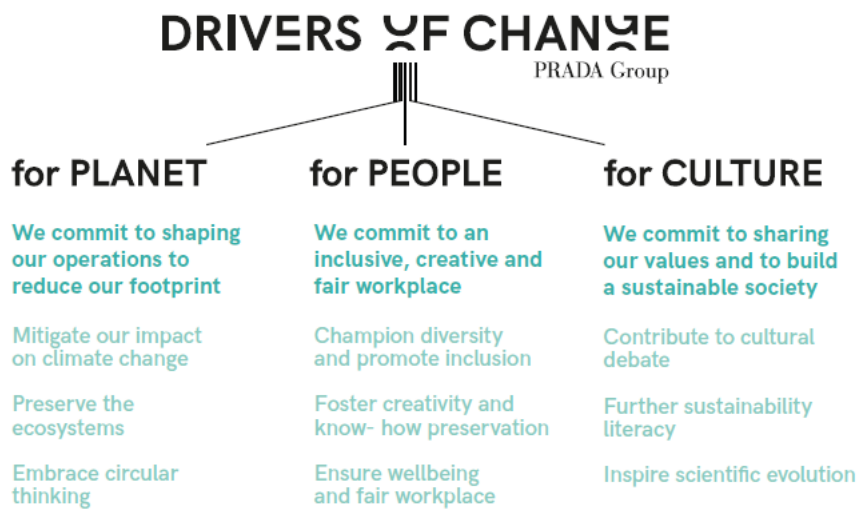 DRIVERS OF CHANGE
PRADA Group
for PLANET
We commit to shaping
our operations to
reduce our footprint
Mitigate our impact
on climate change
Preserve the
ecosystems
Embrace circular
thinking
for PEOPLE
We commit to an
inclusive, creative and
fair workplace
Champion diversity
and promote inclusion
Foster creativity and
know- how preservation
Ensure wellbeing
and fair workplace
for CULTURE
We commit to sharing
our values and to build
a sustainable society
Contribute to cultural
debate
Further sustainability
literacy
Inspire scientific evolution